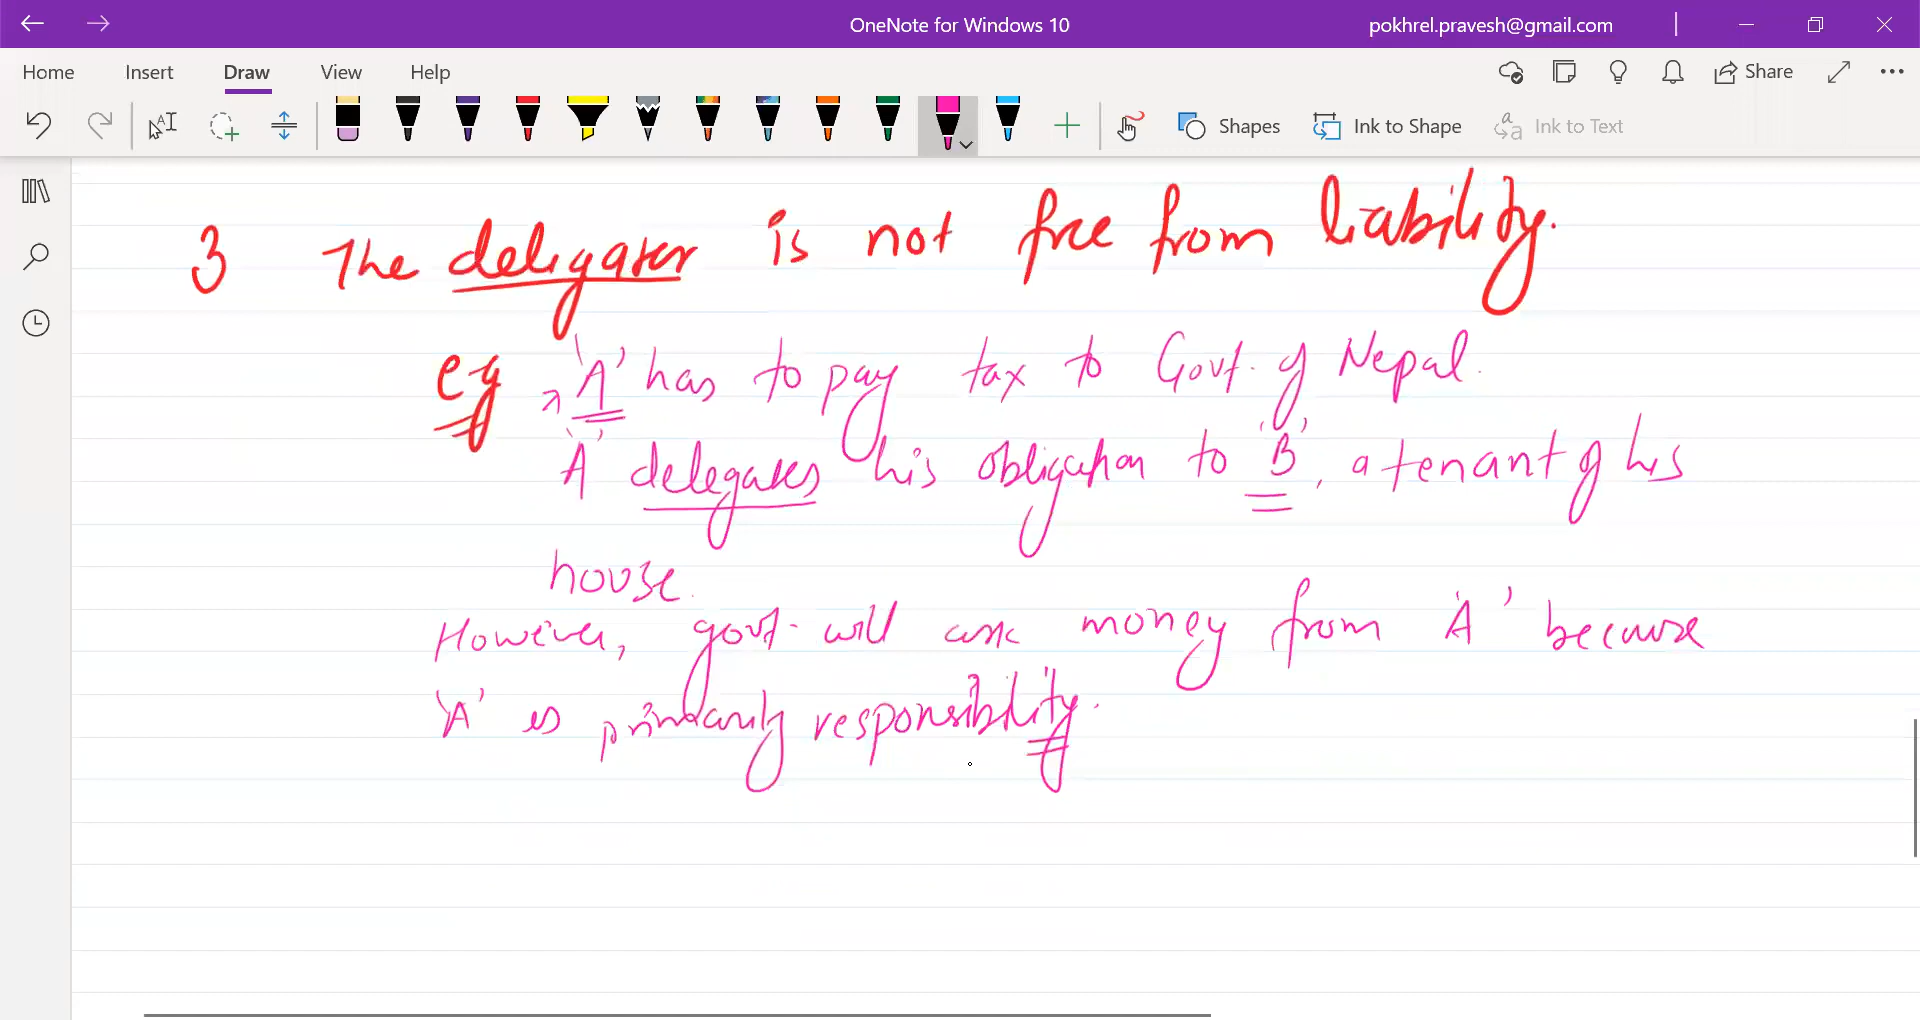 OneNote for Windows 10
pokhrel.pravesh@gmail.com
Home Insert Draw View Help
Share
Shapes Ink to Shape Ink to Text
3 The deligater is not free from liability.
eg 'A' has to pay tax to Govt. of Nepal.
'A' delegates his obligation to 'B', a tenant of his
house.
However, govt. will ask money from 'A' because
'A' is primarily responsiblity.